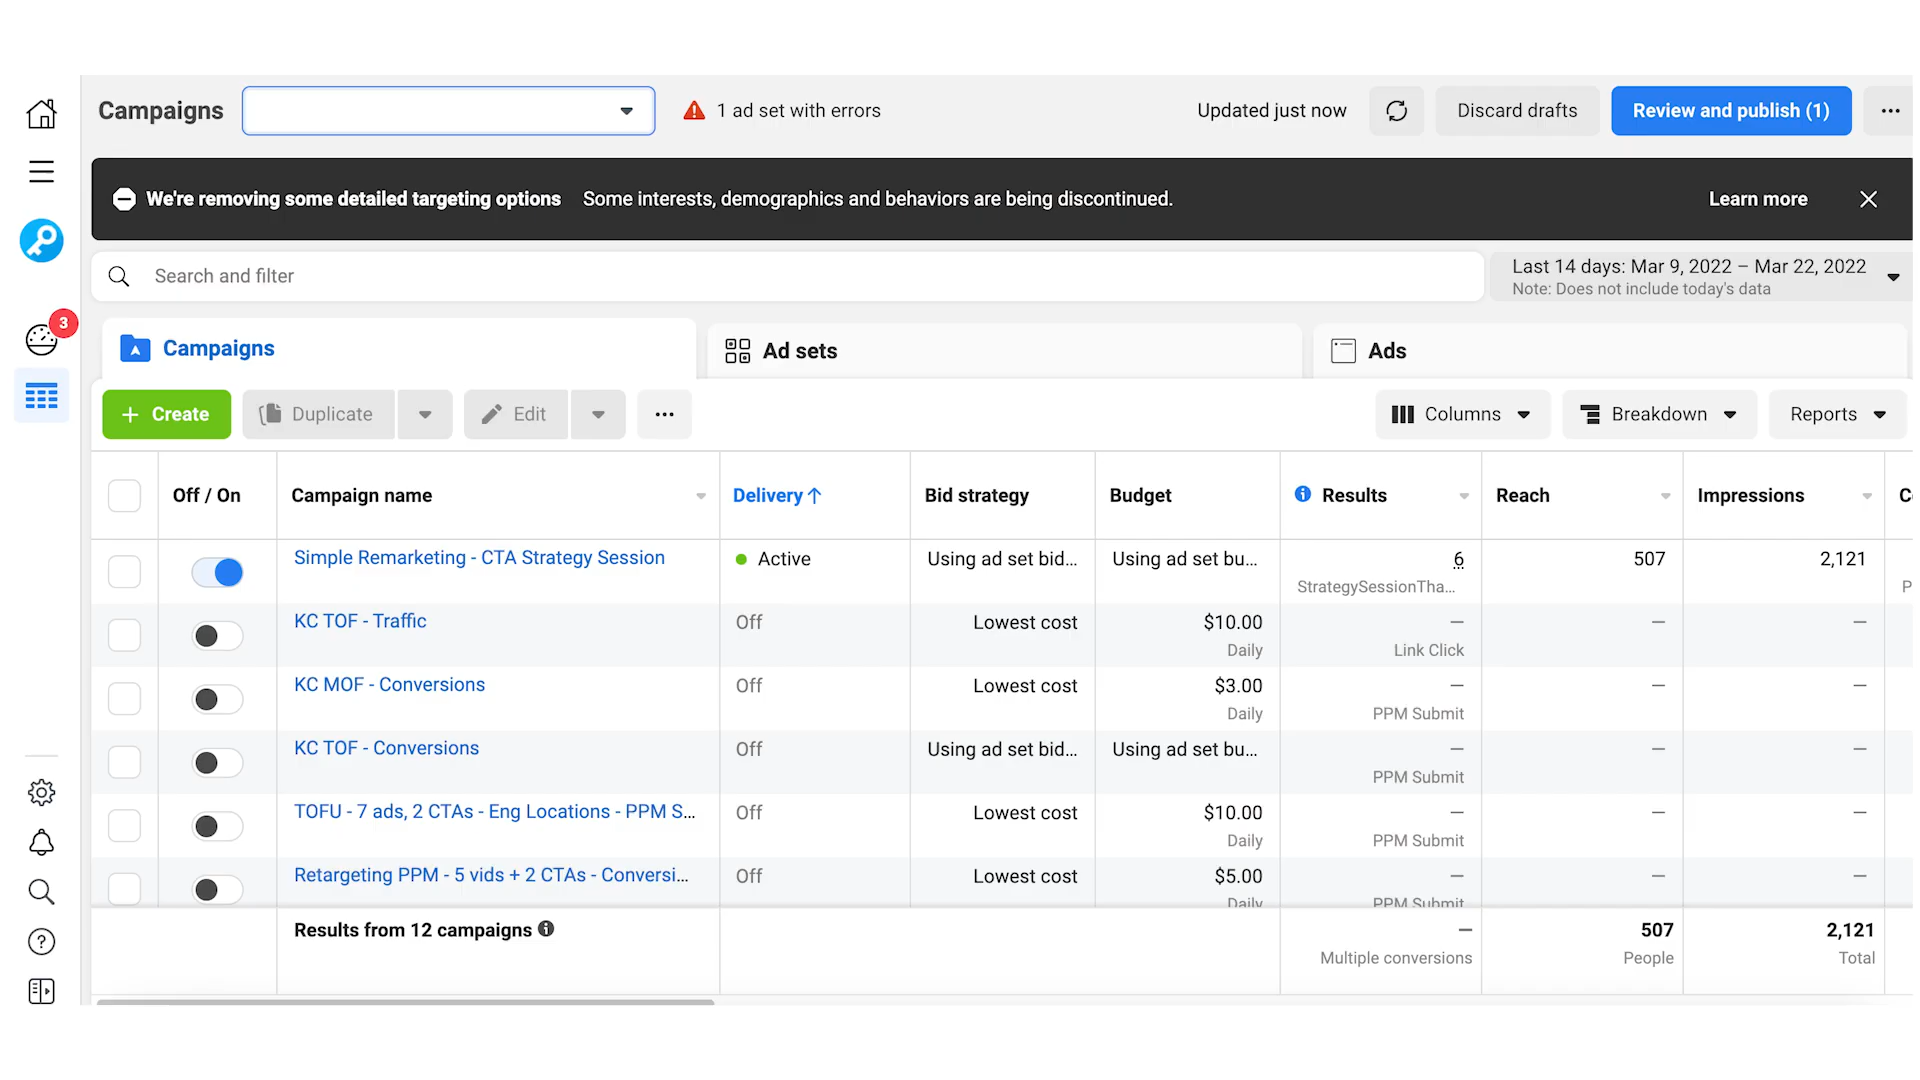 Campaigns
1 ad set with errors
Updated just now
Discard drafts
Review and publish (1)
We're removing some detailed targeting options Some interests, demographics and behaviors are being discontinued.
Learn more
Search and filter
Last 14 days: Mar 9, 2022 – Mar 22, 2022
Note: Does not include today's data
3
Campaigns
Ad sets
Ads
+ Create
Duplicate
Edit
Columns
Breakdown
Reports
Off / On
Campaign name
Delivery↑
Bid strategy
Budget
Results
Reach
Impressions
Simple Remarketing - CTA Strategy Session
Active
Using ad set bid...
Using ad set bu...
6
507
2,121
StrategySessionTha...
P
KC TOF - Traffic
Off
Lowest cost
$10.00
—
—
—
Daily
Link Click
KC MOF - Conversions
Off
Lowest cost
$3.00
—
—
—
Daily
PPM Submit
KC TOF - Conversions
Off
Using ad set bid...
Using ad set bu...
—
—
—
PPM Submit
TOFU - 7 ads, 2 CTAs - Eng Locations - PPM S...
Off
Lowest cost
$10.00
—
—
—
Daily
PPM Submit
Retargeting PPM - 5 vids + 2 CTAs - Conversi...
Off
Lowest cost
$5.00
—
—
—
Daily
PPM Submit
Results from 12 campaigns
—
507
2,121
Multiple conversions
People
Total